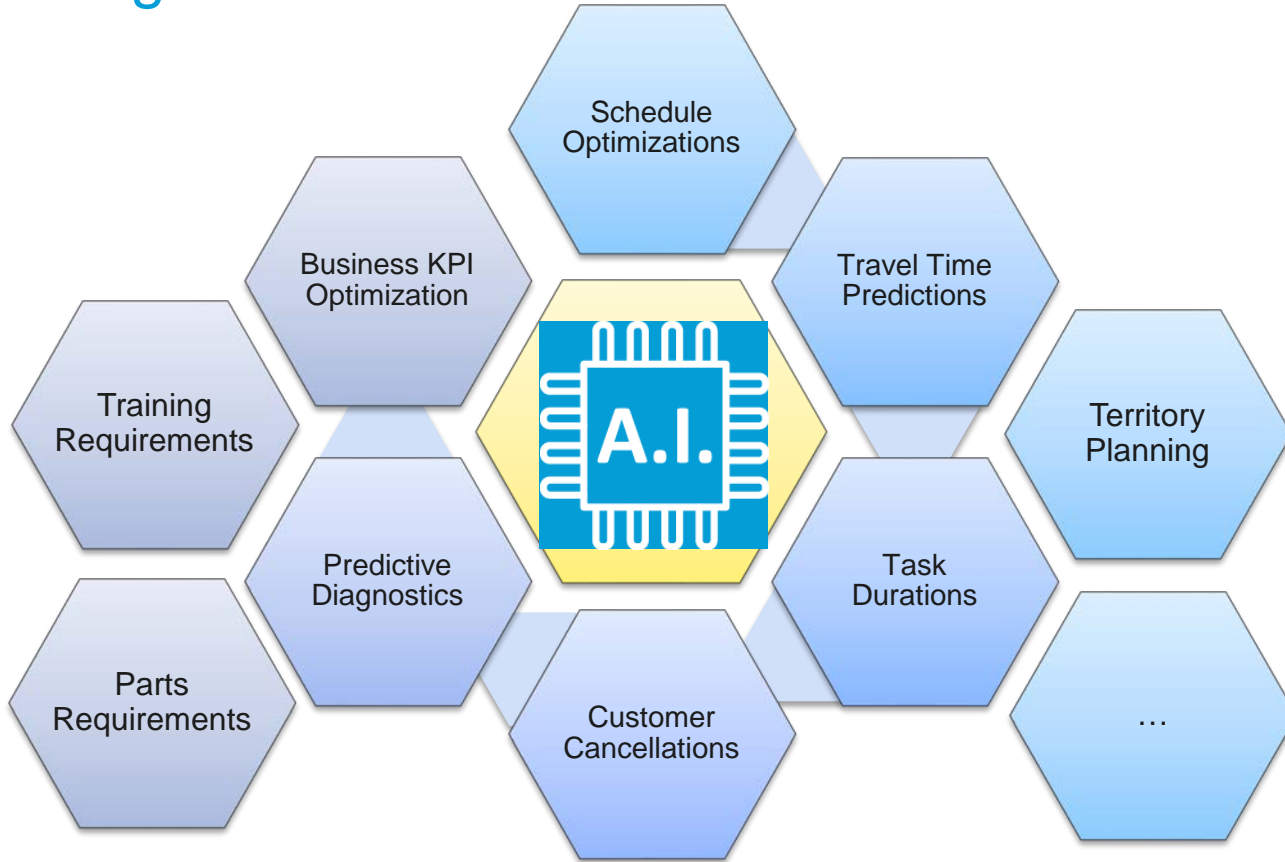 Schedule
Optimizations
Business KPI
Optimization
Travel Time
Predictions
Training
Requirements
A.I.
Territory
Planning
Predictive
Diagnostics
Task
Durations
Parts
Requirements
Customer
Cancellations
…